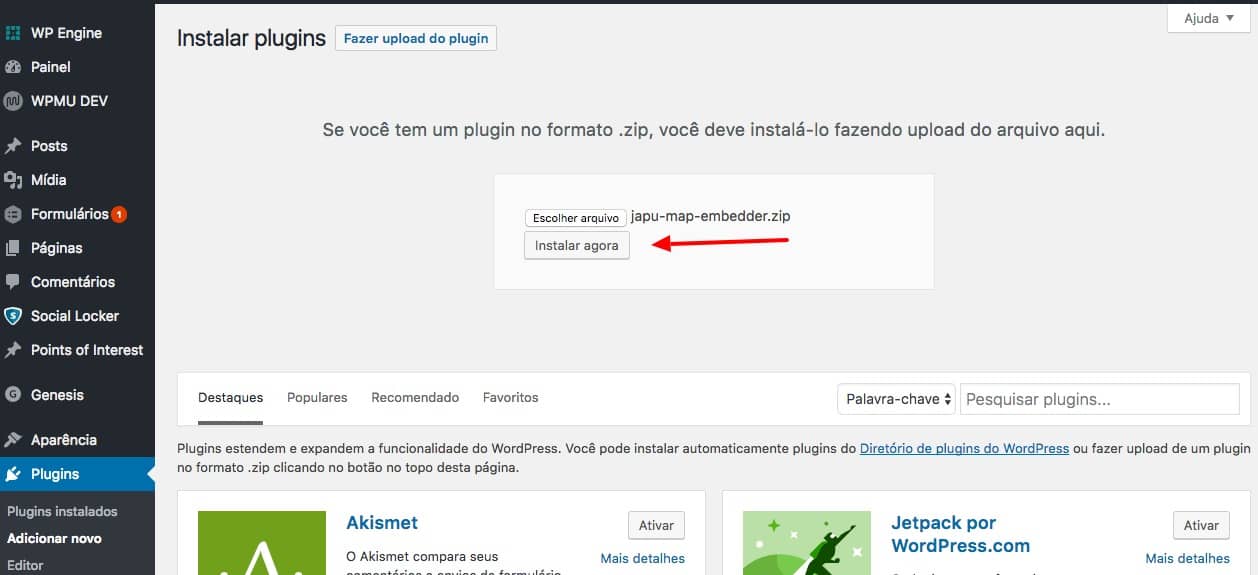 WP Engine
Painel
WPMU DEV
Posts
Mídia
Formulários 1
Páginas
Comentários
Social Locker
Points of Interest
Genesis
Aparência
Plugins
Plugins instalados
Adicionar novo
Editor
Ajuda
Instalar plugins Fazer upload do plugin
Se você tem um plugin no formato .zip, você deve instalá-lo fazendo upload do arquivo aqui.
Escolher arquivo japu-map-embedder.zip
Instalar agora
Destaques Populares Recomendado Favoritos Palavra-chave Pesquisar plugins...
Plugins estendem e expandem a funcionalidade do WordPress. Você pode instalar automaticamente plugins do Diretório de plugins do WordPress ou fazer upload de um plugin
no formato .zip clicando no botão no topo desta página.
Akismet
Ativar
Mais detalhes
O Akismet compara seus
comentários e envios de formulário
Jetpack por
WordPress.com
Ativar
Mais detalhes